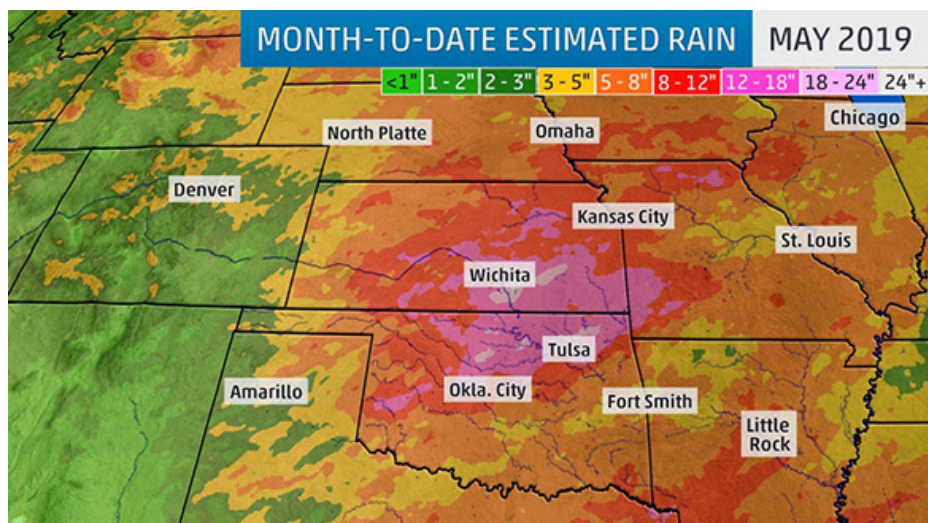 MONTH-TO-DATE ESTIMATED RAIN MAY 2019
<1" 1 - 2" 2 - 3" 3 - 5" 5 - 8" 8 - 12" 12 - 18" 18 - 24" 24"+
Chicago
North Platte
Omaha
Denver
Kansas City
St. Louis
Wichita
Tulsa
Amarillo
Okla. City
Fort Smith
Little
Rock